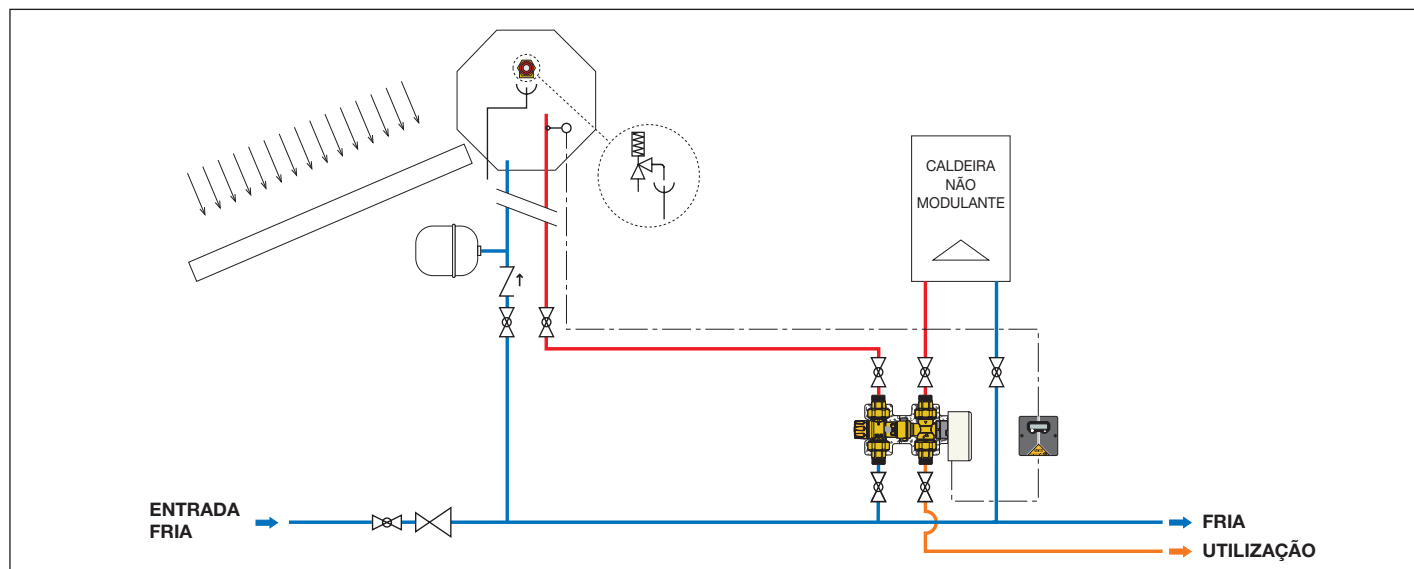 CALDEIRA
NÃO
MODULANTE
ENTRADA
FRIA
FRIA
UTILIZAÇÃO